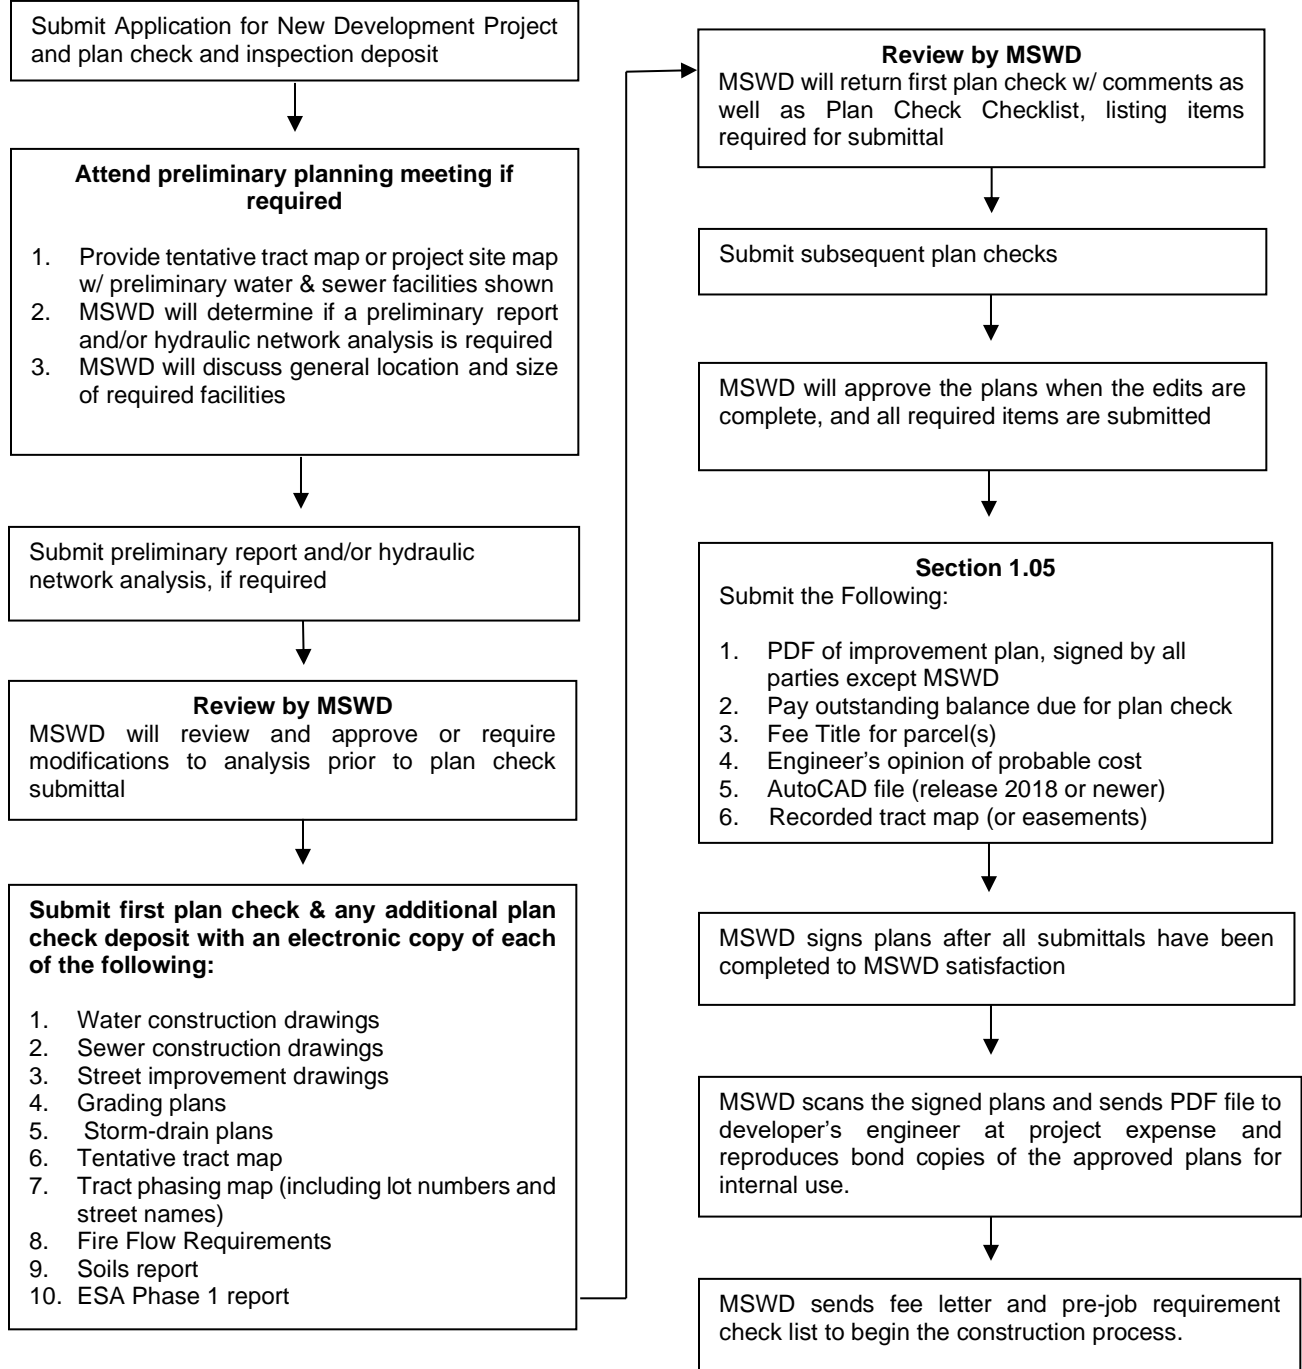 Submit Application for New Development Project
and plan check and inspection deposit
Attend preliminary planning meeting if
required
1. Provide tentative tract map or project site map
w/ preliminary water & sewer facilities shown
2. MSWD will determine if a preliminary report
and/or hydraulic network analysis is required
3. MSWD will discuss general location and size
of required facilities
Submit preliminary report and/or hydraulic
network analysis, if required
Review by MSWD
MSWD will review and approve or require
modifications to analysis prior to plan check
submittal
Submit first plan check & any additional plan
check deposit with an electronic copy of each
of the following:
1. Water construction drawings
2. Sewer construction drawings
3. Street improvement drawings
4. Grading plans
5. Storm-drain plans
6. Tentative tract map
7. Tract phasing map (including lot numbers and
street names)
8. Fire Flow Requirements
9. Soils report
10. ESA Phase 1 report
Review by MSWD
MSWD will return first plan check w/ comments as
well as Plan Check Checklist, listing items
required for submittal
Submit subsequent plan checks
MSWD will approve the plans when the edits are
complete, and all required items are submitted
Section 1.05
Submit the Following:
1. PDF of improvement plan, signed by all
parties except MSWD
2. Pay outstanding balance due for plan check
3. Fee Title for parcel(s)
4. Engineer's opinion of probable cost
5. AutoCAD file (release 2018 or newer)
6. Recorded tract map (or easements)
MSWD signs plans after all submittals have been
completed to MSWD satisfaction
MSWD scans the signed plans and sends PDF file to
developer's engineer at project expense and
reproduces bond copies of the approved plans for
internal use.
MSWD sends fee letter and pre-job requirement
check list to begin the construction process.